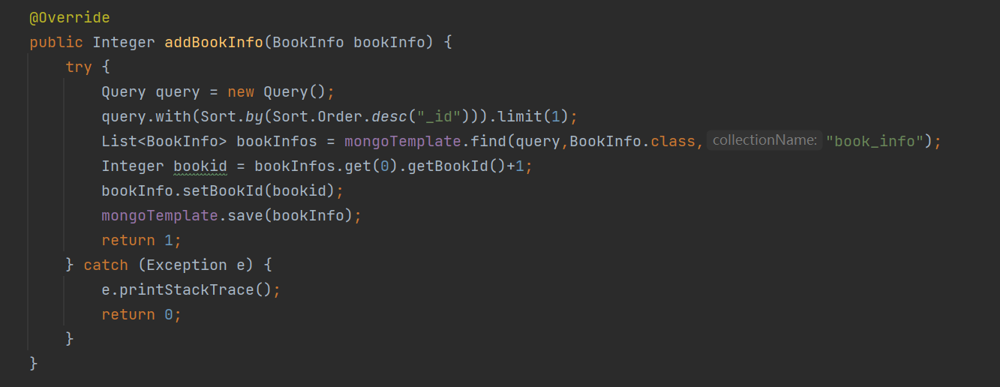 @Override
public Integer addBookInfo(BookInfo bookInfo) {
try {
Query query = new Query();
query.with(Sort.by(Sort.Order.desc("_id"))).limit(1);
List<BookInfo> bookInfos = mongoTemplate.find(query,BookInfo.class, collectionName: "book_info");
Integer bookid = bookInfos.get(0).getBookId()+1;
bookInfo.setBookId(bookid);
mongoTemplate.save(bookInfo);
return 1;
} catch (Exception e) {
e.printStackTrace();
return 0;
}
}